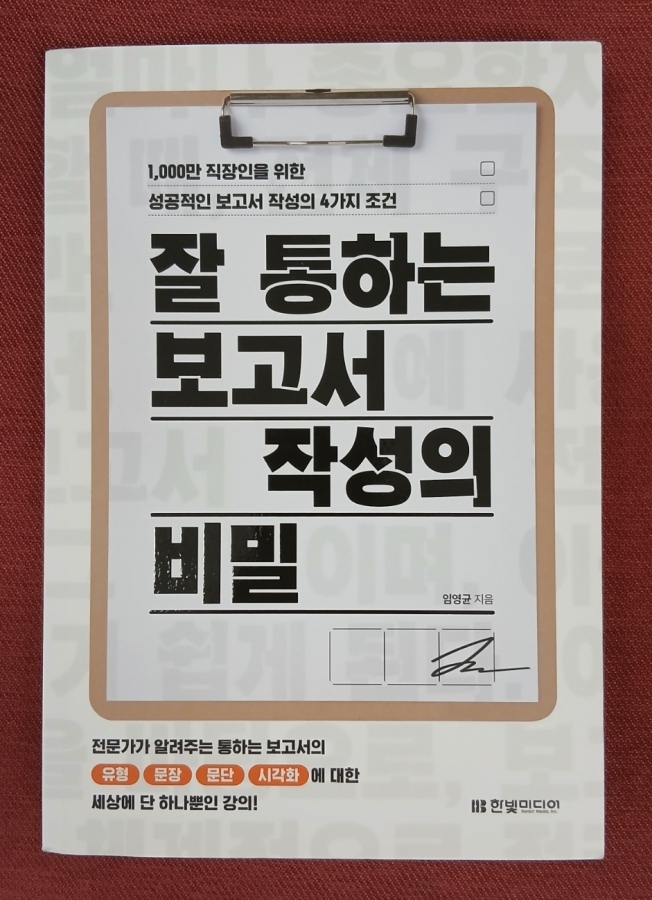 1,000만 직장인을 위한
성공적인 보고서 작성의 4가지 조건
잘 통하는
보고서
작성의
비밀
임영균 지음
전문가가 알려주는 통하는 보고서의
유형 문장 문단 시각화 에 대한
세상에 단 하나뿐인 강의!
HB 한빛미디어